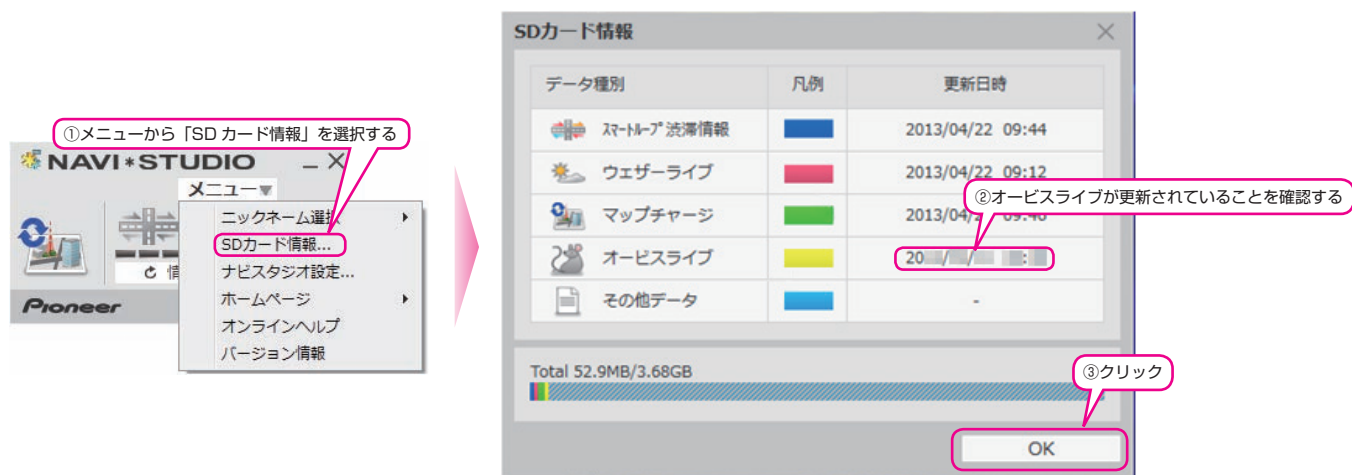 ①メニューから「SD カード情報」を選択する
NAVI*STUDIO
メニュー▼
ニックネーム選択
SDカード情報...
ナビスタジオ設定...
ホームページ
オンラインヘルプ
バージョン情報
Pioneer
SDカード情報
データ種別 凡例 更新日時
スマートループ渋滞情報 2013/04/22 09:44
ウェザーライブ 2013/04/22 09:12
②オービスライブが更新されていることを確認する
マップチャージ 2013/04/
オービスライブ 20
その他データ -
Total 52.9MB/3.68GB
③クリック
OK